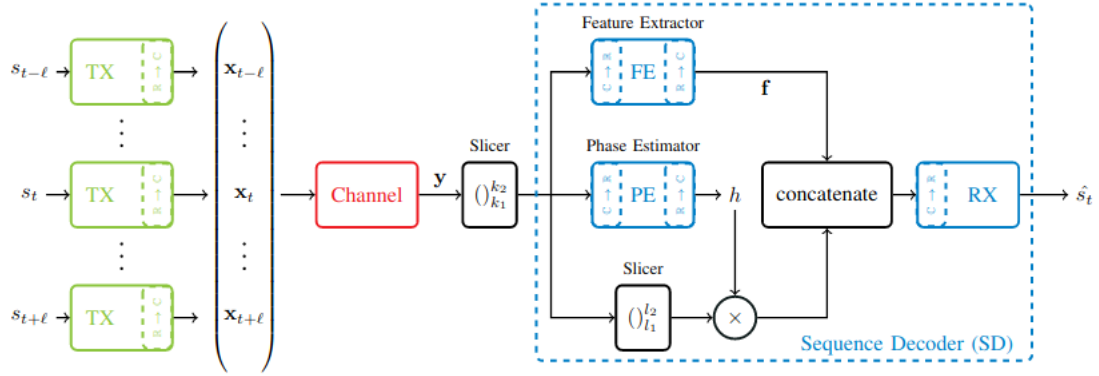 Feature Extractor
s_{t−ℓ} TX R → C x_{t−ℓ} C → R FE R → C f
⋮ ⋮
Slicer Phase Estimator
s_t TX R → C x_t Channel y ()_{k_1}^{k_2} C → R PE R → C h concatenate C → R RX ŝ_t
⋮ ⋮
Slicer
s_{t+ℓ} TX R → C x_{t+ℓ} ()_{l_1}^{l_2} ×
Sequence Decoder (SD)